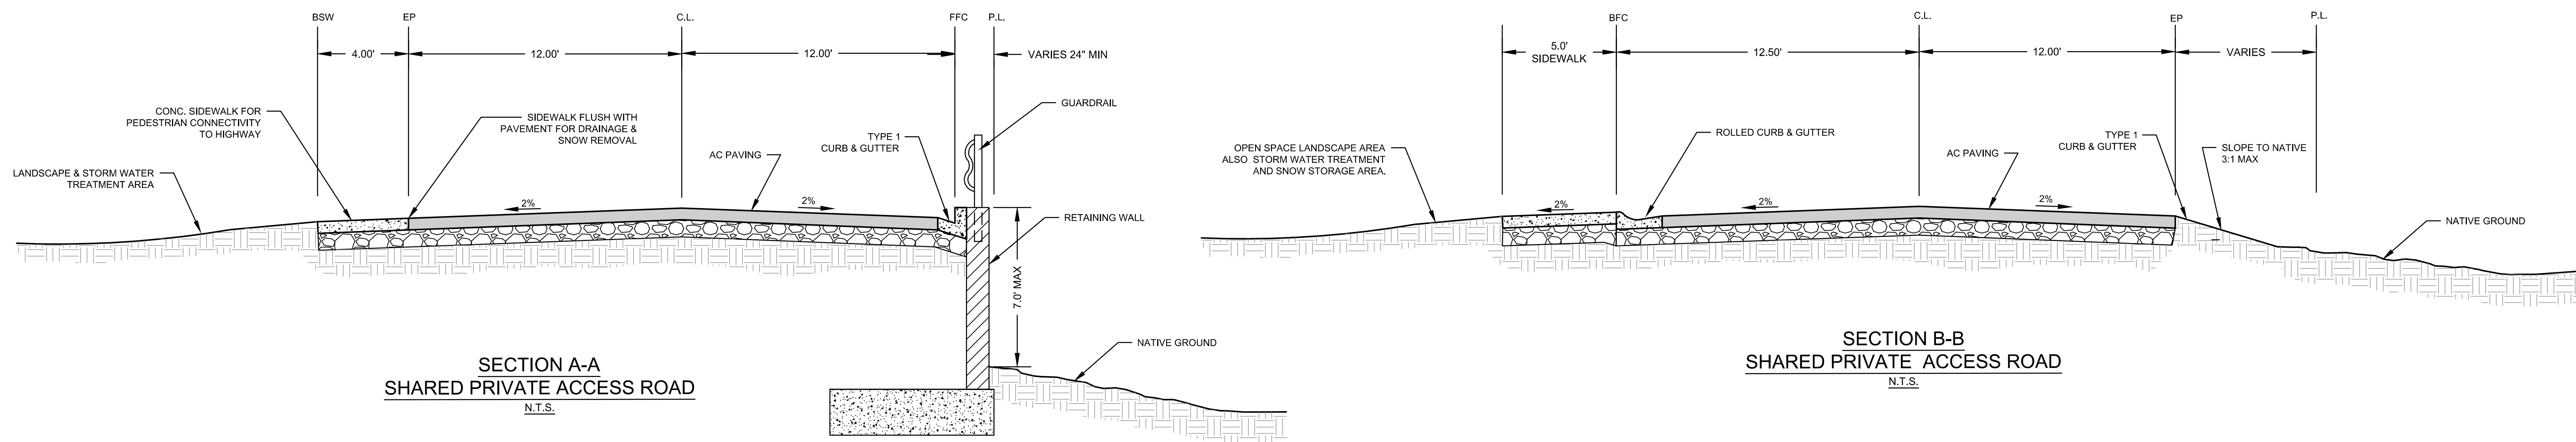 BSW
EP
C.L.
FFC
P.L.
4.00'
12.00'
12.00'
VARIES 24" MIN
GUARDRAIL
CONC. SIDEWALK FOR
PEDESTRIAN CONNECTIVITY
TO HIGHWAY
SIDEWALK FLUSH WITH
PAVEMENT FOR DRAINAGE &
SNOW REMOVAL
TYPE 1
CURB & GUTTER
AC PAVING
LANDSCAPE & STORM WATER
TREATMENT AREA
2%
2%
RETAINING WALL
7.0' MAX
NATIVE GROUND
SECTION A-A
SHARED PRIVATE ACCESS ROAD
N.T.S.
BFC
C.L.
EP
P.L.
5.0'
SIDEWALK
12.50'
12.00'
VARIES
ROLLED CURB & GUTTER
TYPE 1
CURB & GUTTER
OPEN SPACE LANDSCAPE AREA
ALSO STORM WATER TREATMENT
AND SNOW STORAGE AREA.
AC PAVING
SLOPE TO NATIVE
3:1 MAX
2%
2%
2%
NATIVE GROUND
SECTION B-B
SHARED PRIVATE ACCESS ROAD
N.T.S.